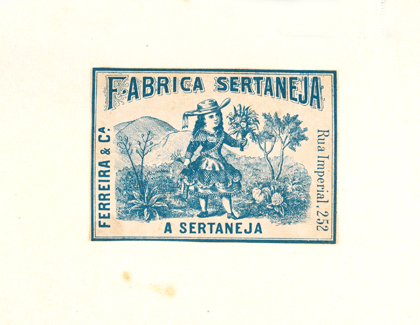 FABRICA SERTANEJA
FERREIRA & Cª
Rua Imperial, 252
A SERTANEJA